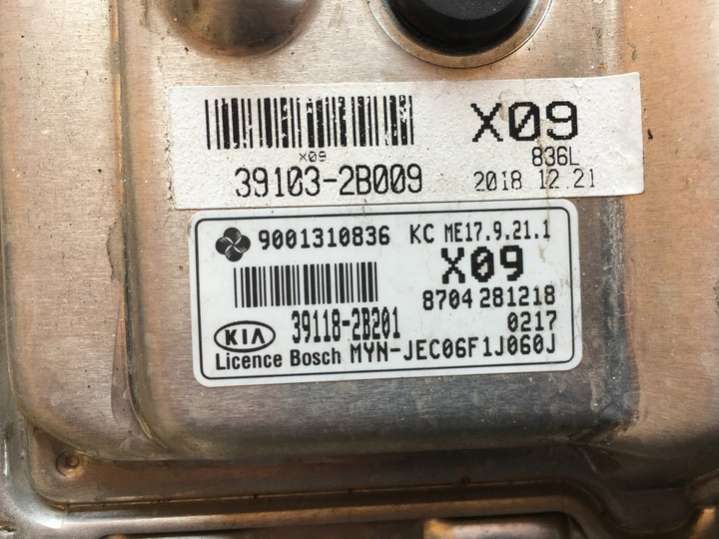 X09
836L
x09
39103-2B009
2018 12.21
9001310836 KC ME17.9.21.1
X09
8704 281218
KIA 39118-2B201 0217
Licence Bosch MYN-JEC06F1J060J